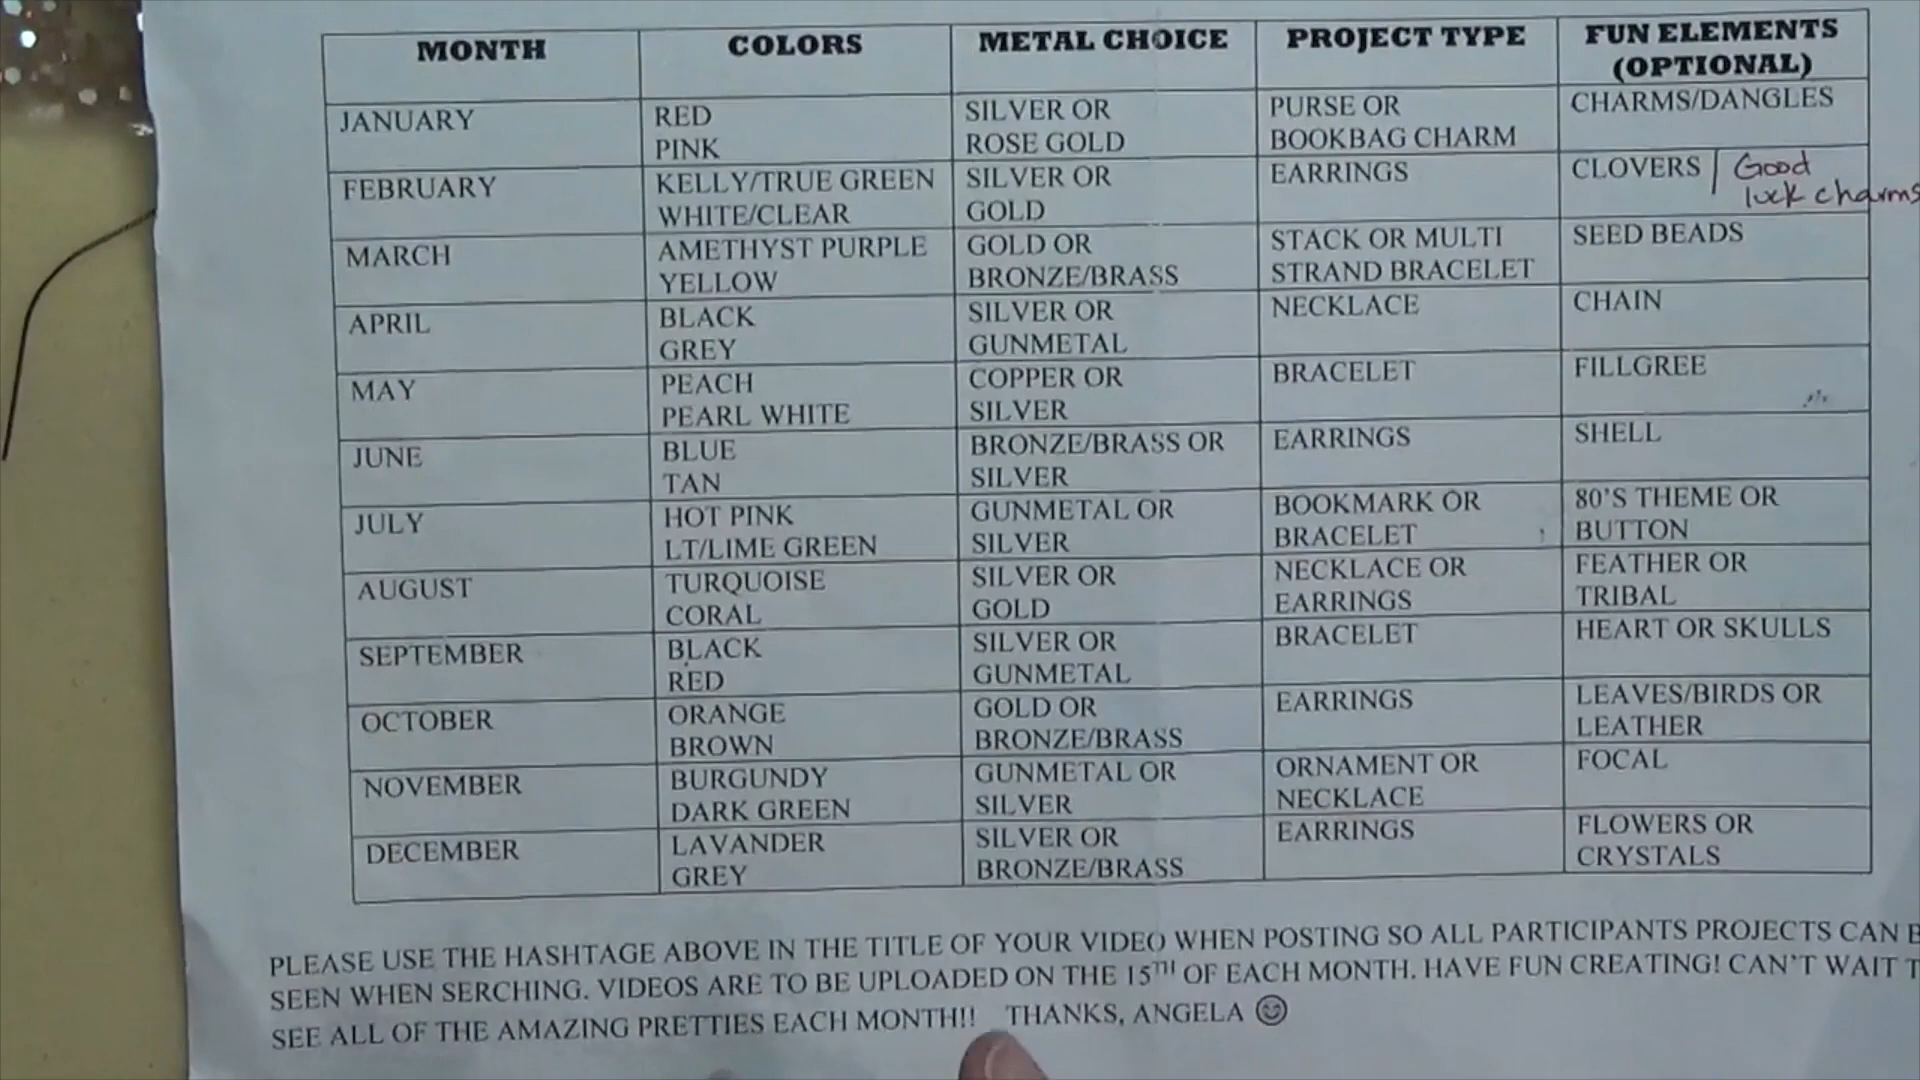 MONTH COLORS METAL CHOICE PROJECT TYPE FUN ELEMENTS
(OPTIONAL)
JANUARY RED SILVER OR PURSE OR CHARMS/DANGLES
PINK ROSE GOLD BOOKBAG CHARM
FEBRUARY KELLY/TRUE GREEN SILVER OR EARRINGS CLOVERS / Good
WHITE/CLEAR GOLD luck charms
MARCH AMETHYST PURPLE GOLD OR STACK OR MULTI SEED BEADS
YELLOW BRONZE/BRASS STRAND BRACELET
APRIL BLACK SILVER OR NECKLACE CHAIN
GREY GUNMETAL
MAY PEACH COPPER OR BRACELET FILLGREE
PEARL WHITE SILVER
JUNE BLUE BRONZE/BRASS OR EARRINGS SHELL
TAN SILVER
JULY HOT PINK GUNMETAL OR BOOKMARK OR 80'S THEME OR
LT/LIME GREEN SILVER BRACELET BUTTON
AUGUST TURQUOISE SILVER OR NECKLACE OR FEATHER OR
CORAL GOLD EARRINGS TRIBAL
SEPTEMBER BLACK SILVER OR BRACELET HEART OR SKULLS
RED GUNMETAL
OCTOBER ORANGE GOLD OR EARRINGS LEAVES/BIRDS OR
BROWN BRONZE/BRASS LEATHER
NOVEMBER BURGUNDY GUNMETAL OR ORNAMENT OR FOCAL
DARK GREEN SILVER NECKLACE
DECEMBER LAVANDER SILVER OR EARRINGS FLOWERS OR
GREY BRONZE/BRASS CRYSTALS
PLEASE USE THE HASHTAGE ABOVE IN THE TITLE OF YOUR VIDEO WHEN POSTING SO ALL PARTICIPANTS PROJECTS CAN
SEEN WHEN SERCHING. VIDEOS ARE TO BE UPLOADED ON THE 15TH OF EACH MONTH. HAVE FUN CREATING! CAN'T WAIT
SEE ALL OF THE AMAZING PRETTIES EACH MONTH!! THANKS, ANGELA ☺